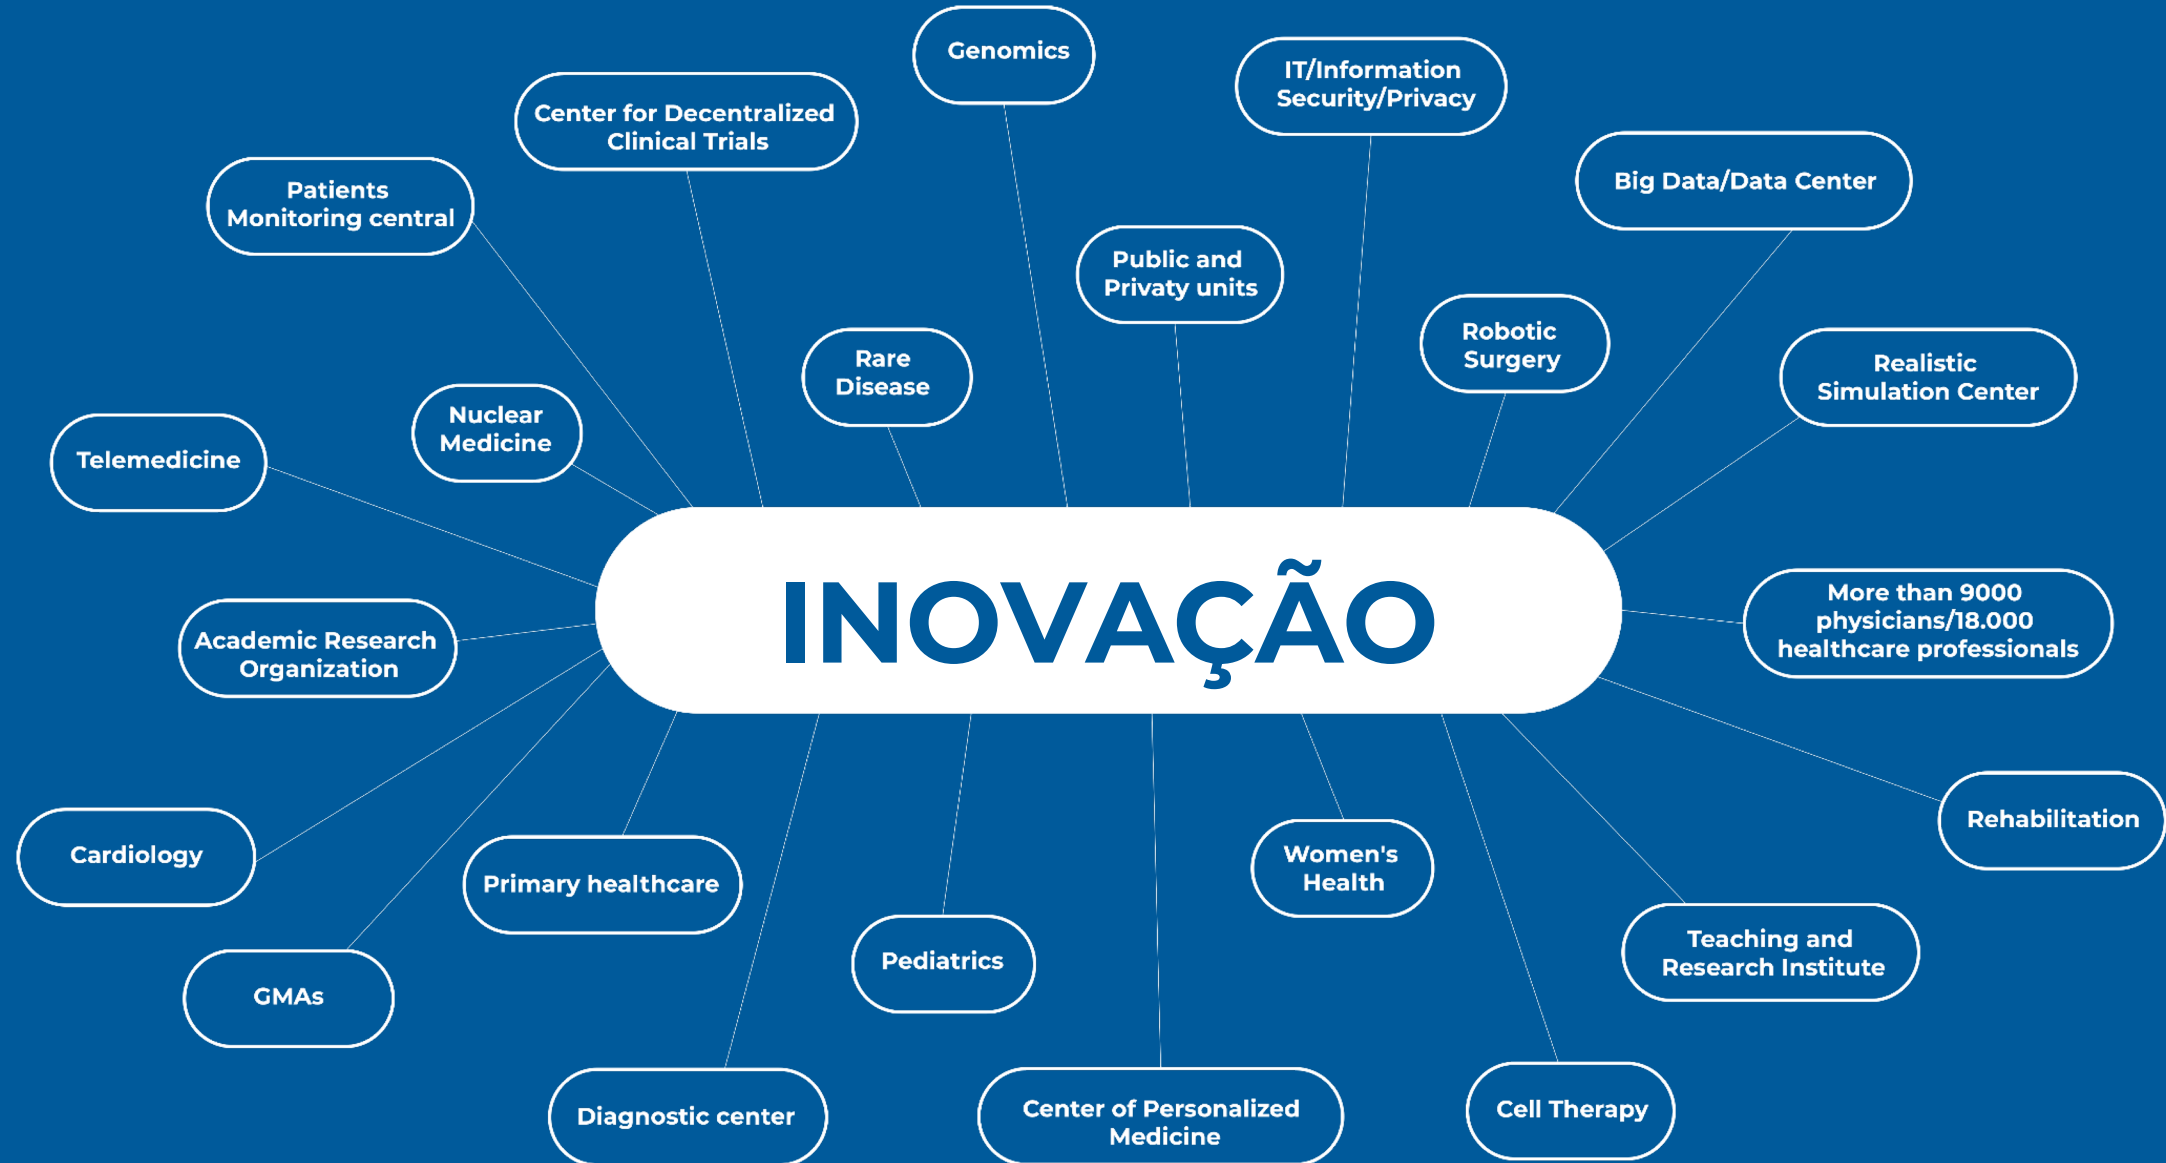 Genomics
IT/Information
Security/Privacy
Center for Decentralized
Clinical Trials
Big Data/Data Center
Patients
Monitoring central
Public and
Privaty units
Robotic
Surgery
Rare
Disease
Realistic
Simulation Center
Nuclear
Medicine
Telemedicine
INOVAÇÃO
More than 9000
physicians/18.000
healthcare professionals
Academic Research
Organization
Rehabilitation
Cardiology
Primary healthcare
Women's
Health
Teaching and
Research Institute
Pediatrics
GMAs
Diagnostic center
Center of Personalized
Medicine
Cell Therapy